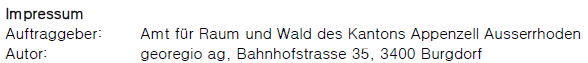 Impressum
Auftraggeber: Amt für Raum und Wald des Kantons Appenzell Ausserrhoden
Autor: georegio ag, Bahnhofstrasse 35, 3400 Burgdorf